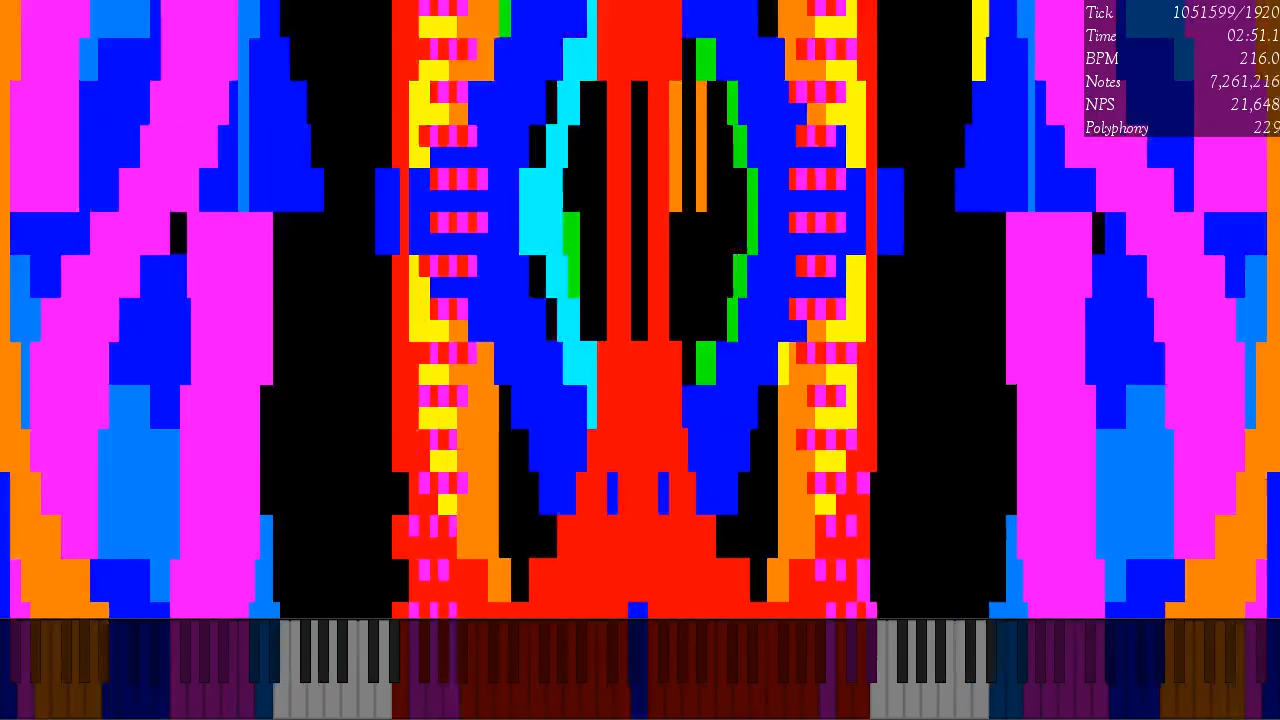 Tick 1051599/1920
Time 02:51.1
BPM 216.0
Notes 7,261,216
NPS 21,648
Polyphony 229